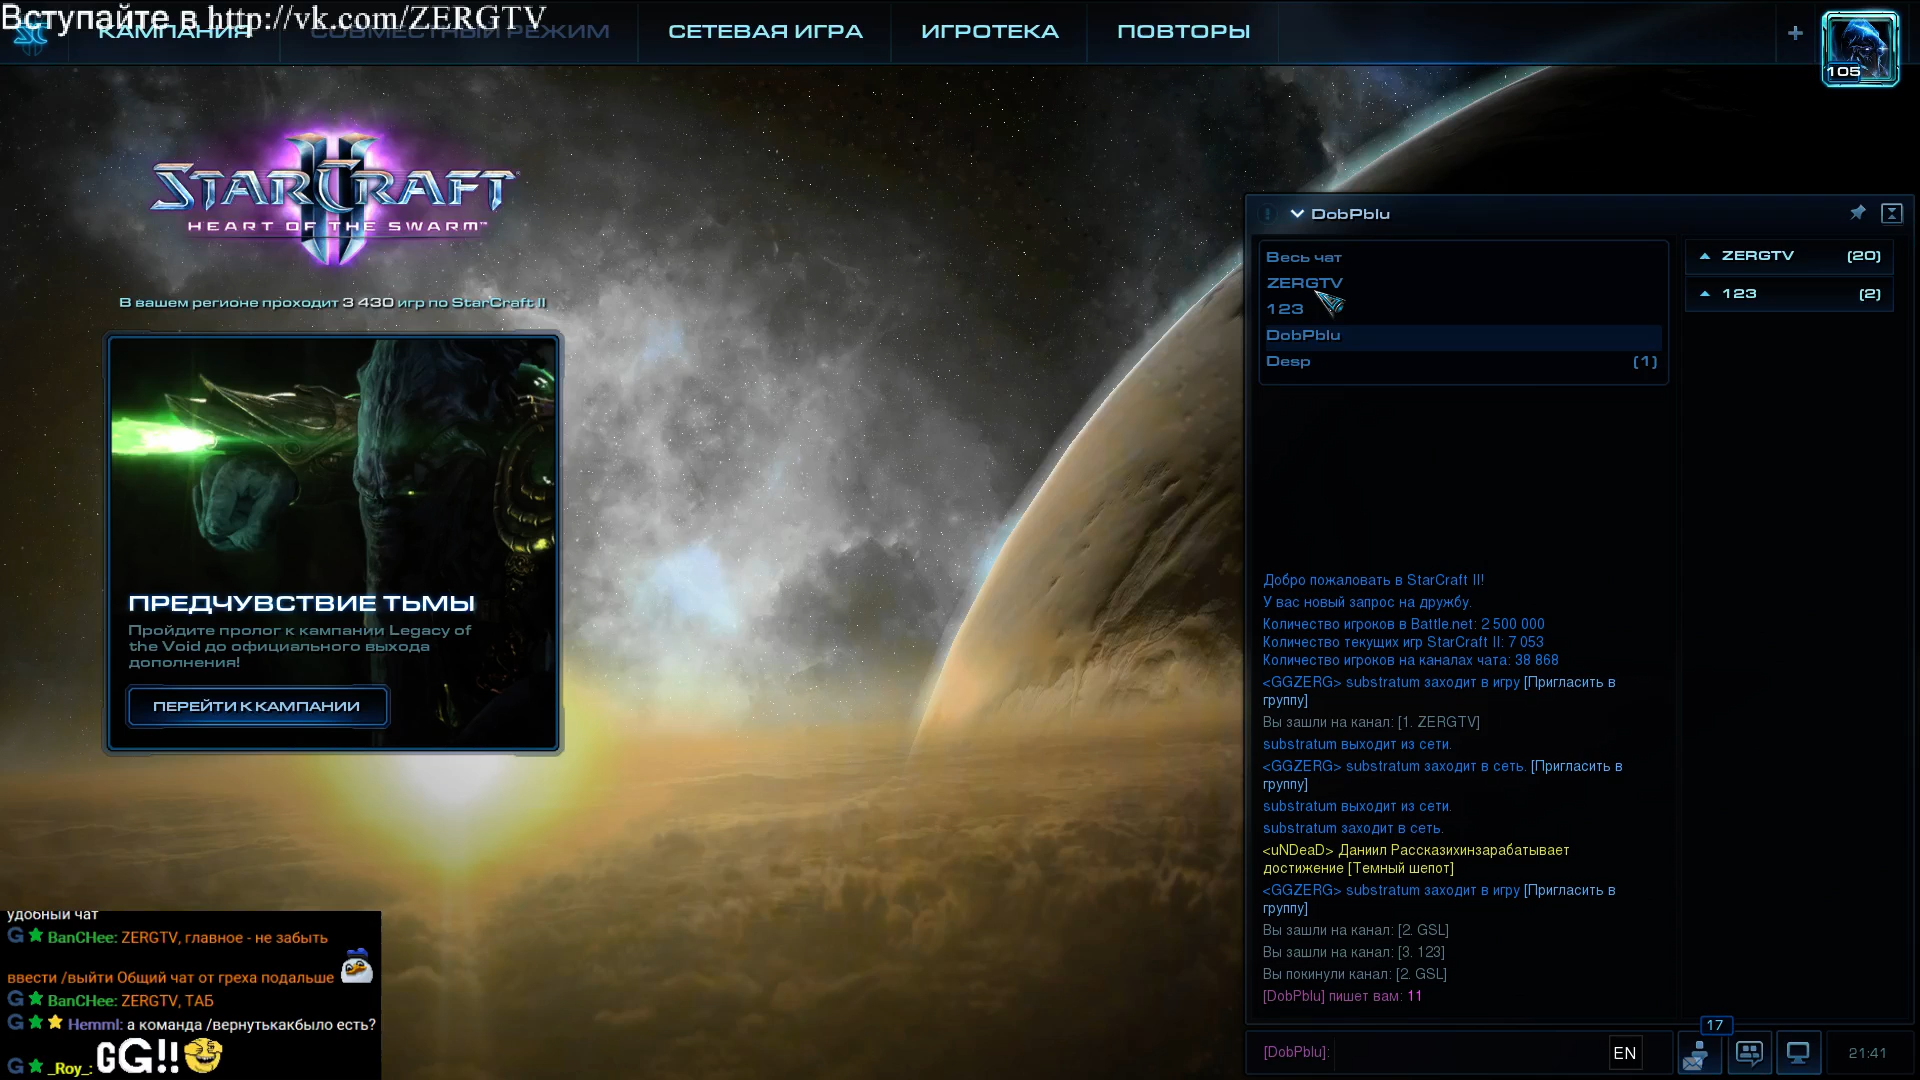 Вступайте в http://vk.com/ZERGTV
КАМПАНИЯ
СОВМЕСТНЫЙ РЕЖИМ
СЕТЕВАЯ ИГРА
ИГРОТЕКА
ПОВТОРЫ
105
STARCRAFT II
HEART OF THE SWARM™
В вашем регионе проходит 3 430 игр по StarCraft II
ПРЕДЧУВСТВИЕ ТЬМЫ
Пройдите пролог к кампании Legacy of
the Void до официального выхода
дополнения!
ПЕРЕЙТИ К КАМПАНИИ
DobPblu
Весь чат
ZERGTV
123
DobPblu
Desp (1)
ZERGTV (20)
123 (2)
Добро пожаловать в StarCraft II!
У вас новый запрос на дружбу.
Количество игроков в Battle.net: 2 500 000
Количество текущих игр StarCraft II: 7 053
Количество игроков на каналах чата: 38 868
<GGZERG> substratum заходит в игру [Пригласить в
группу]
Вы зашли на канал: [1. ZERGTV]
substratum выходит из сети.
<GGZERG> substratum заходит в сеть. [Пригласить в
группу]
substratum выходит из сети.
substratum заходит в сеть.
<uNDeaD> Даниил Рассказихинзарабатывает
достижение [Темный шепот]
<GGZERG> substratum заходит в игру [Пригласить в
группу]
Вы зашли на канал: [2. GSL]
Вы зашли на канал: [3. 123]
Вы покинули канал: [2. GSL]
[DobPblu] пишет вам: 11
17
[DobPblu]:
EN
21:41
удобный чат
BanCHee: ZERGTV, главное - не забыть
ввести /выйти Общий чат от греха подальше
BanCHee: ZERGTV, ТАБ
Hemml: а команда /вернутькакбыло есть?
_Roy_: GG!!